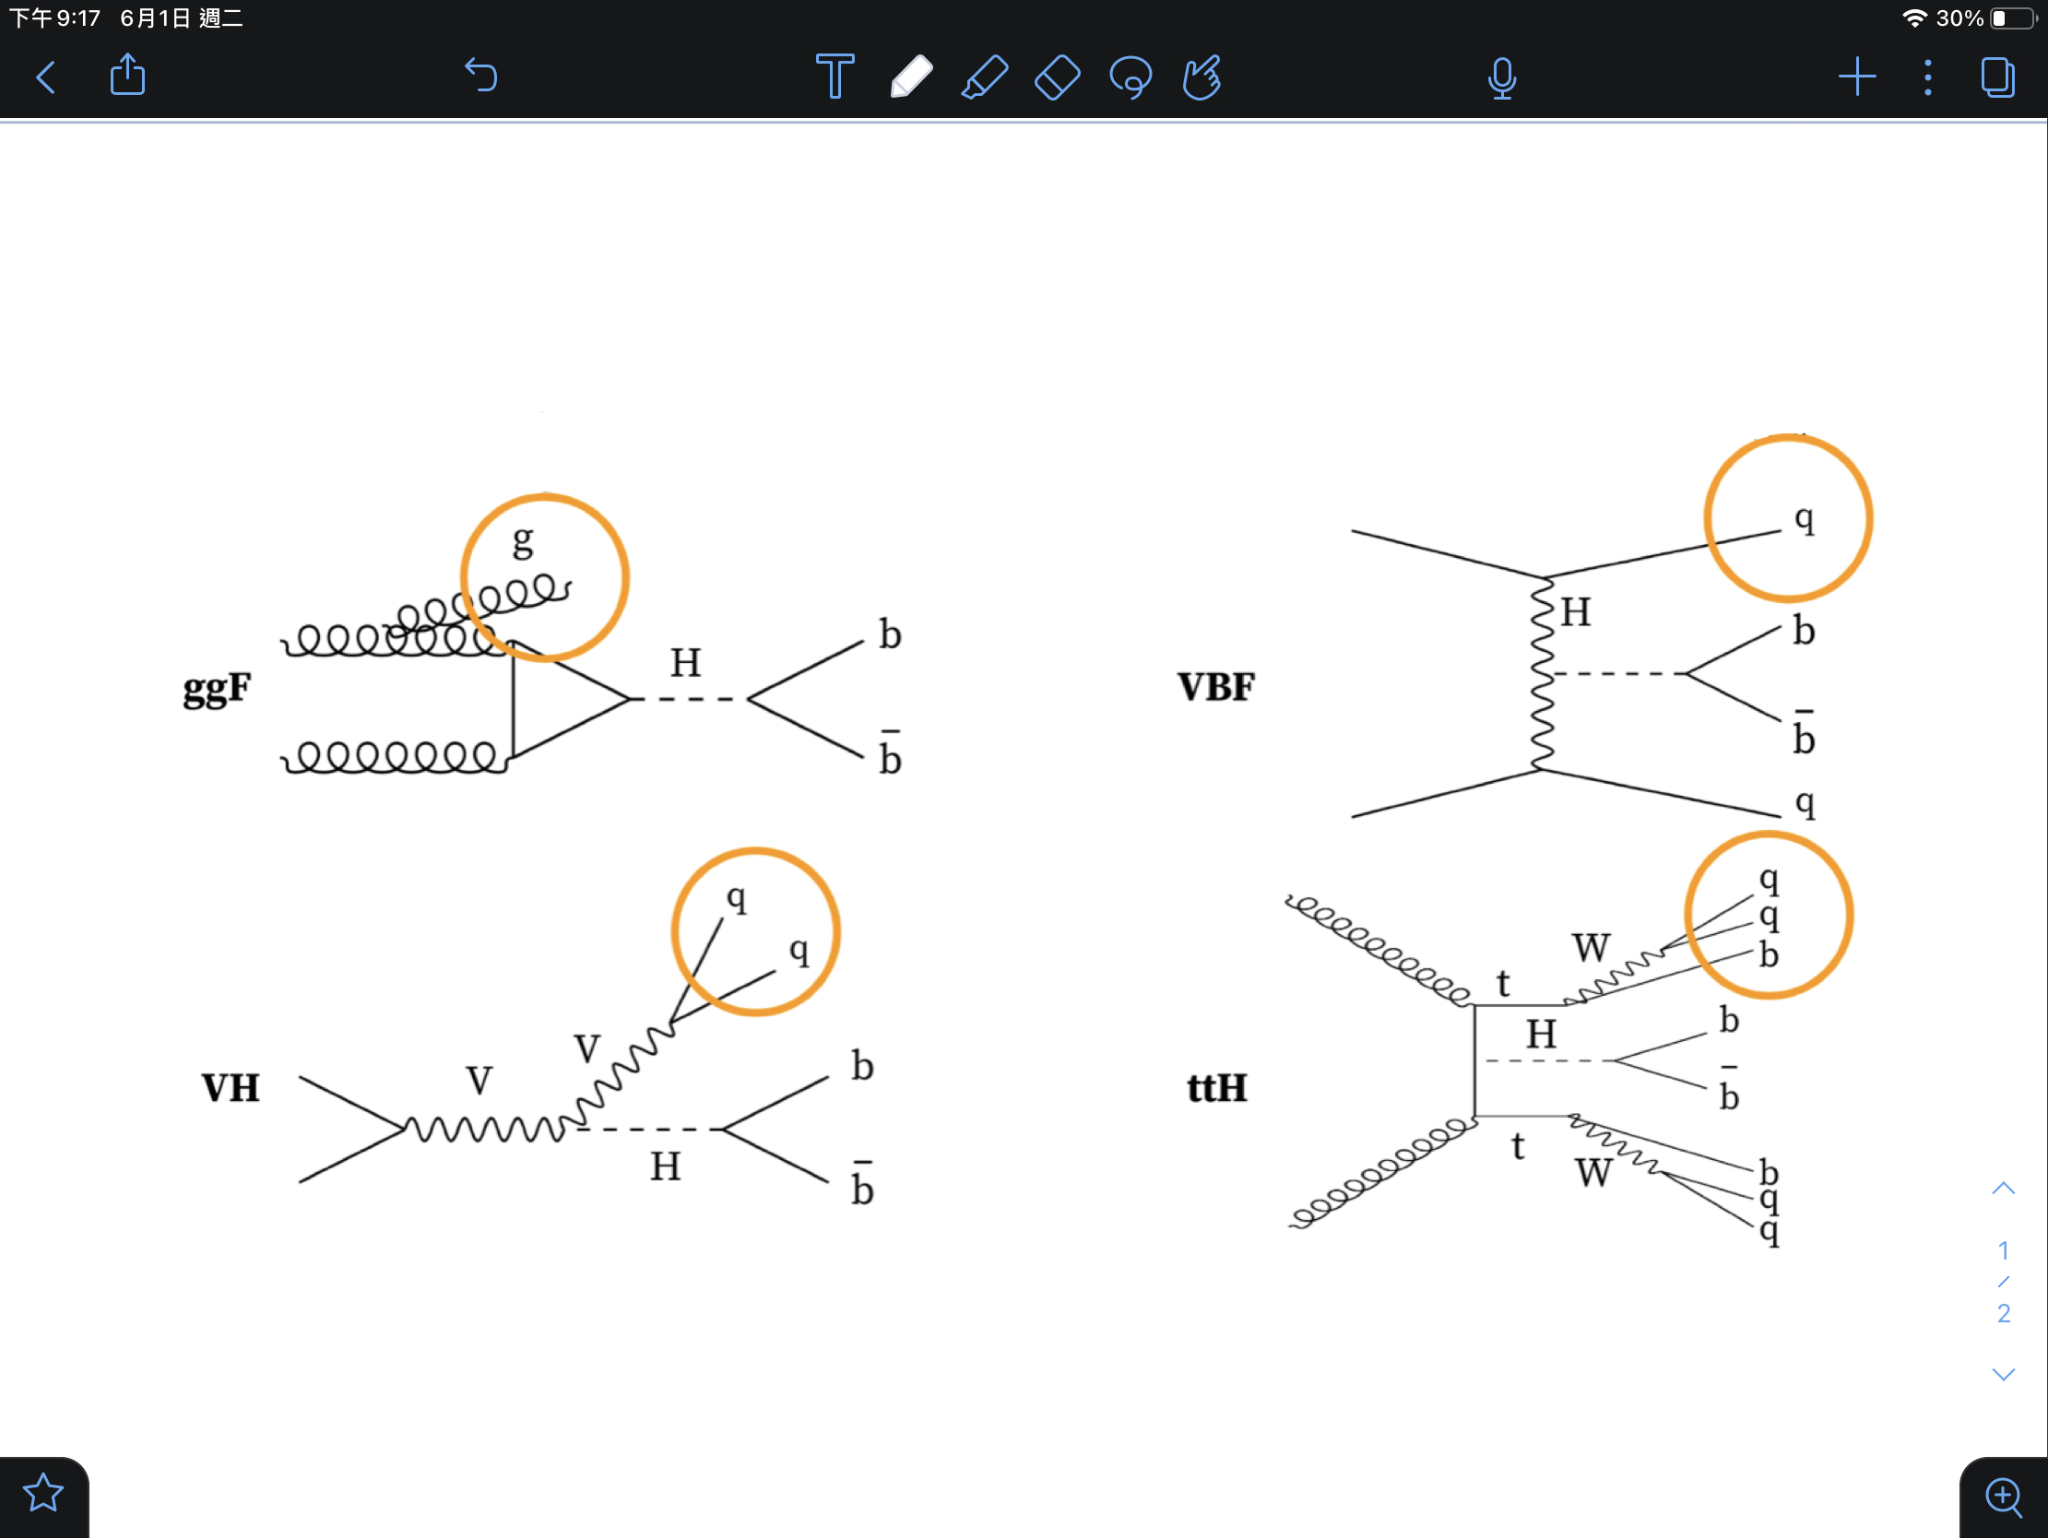 下午9:17 6月1日 週二
30%
g
H
b
b̄
ggF
q
H
b
b̄
VBF
q
q
q
V
V
b
VH
H
b̄
q
q
W
b
t
H
b
b̄
ttH
t
W
b
q
q
1
/
2